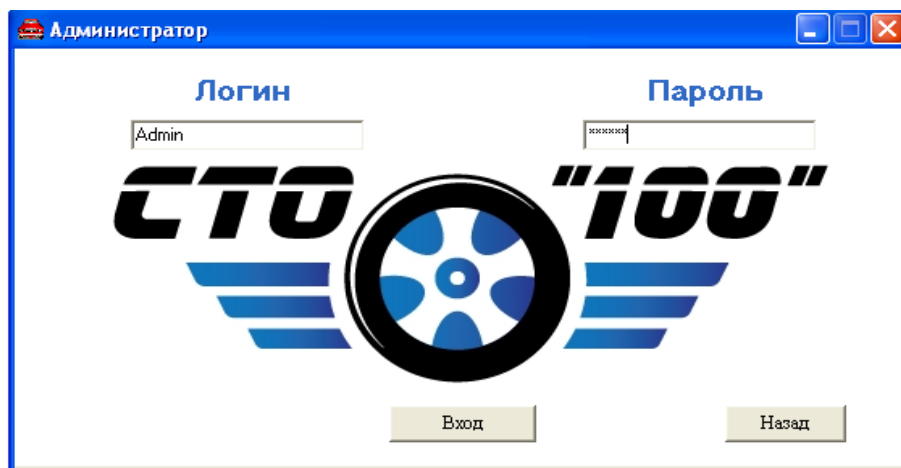 Администратор
Логин Пароль
Admin ******
СТО "100"
Вход Назад